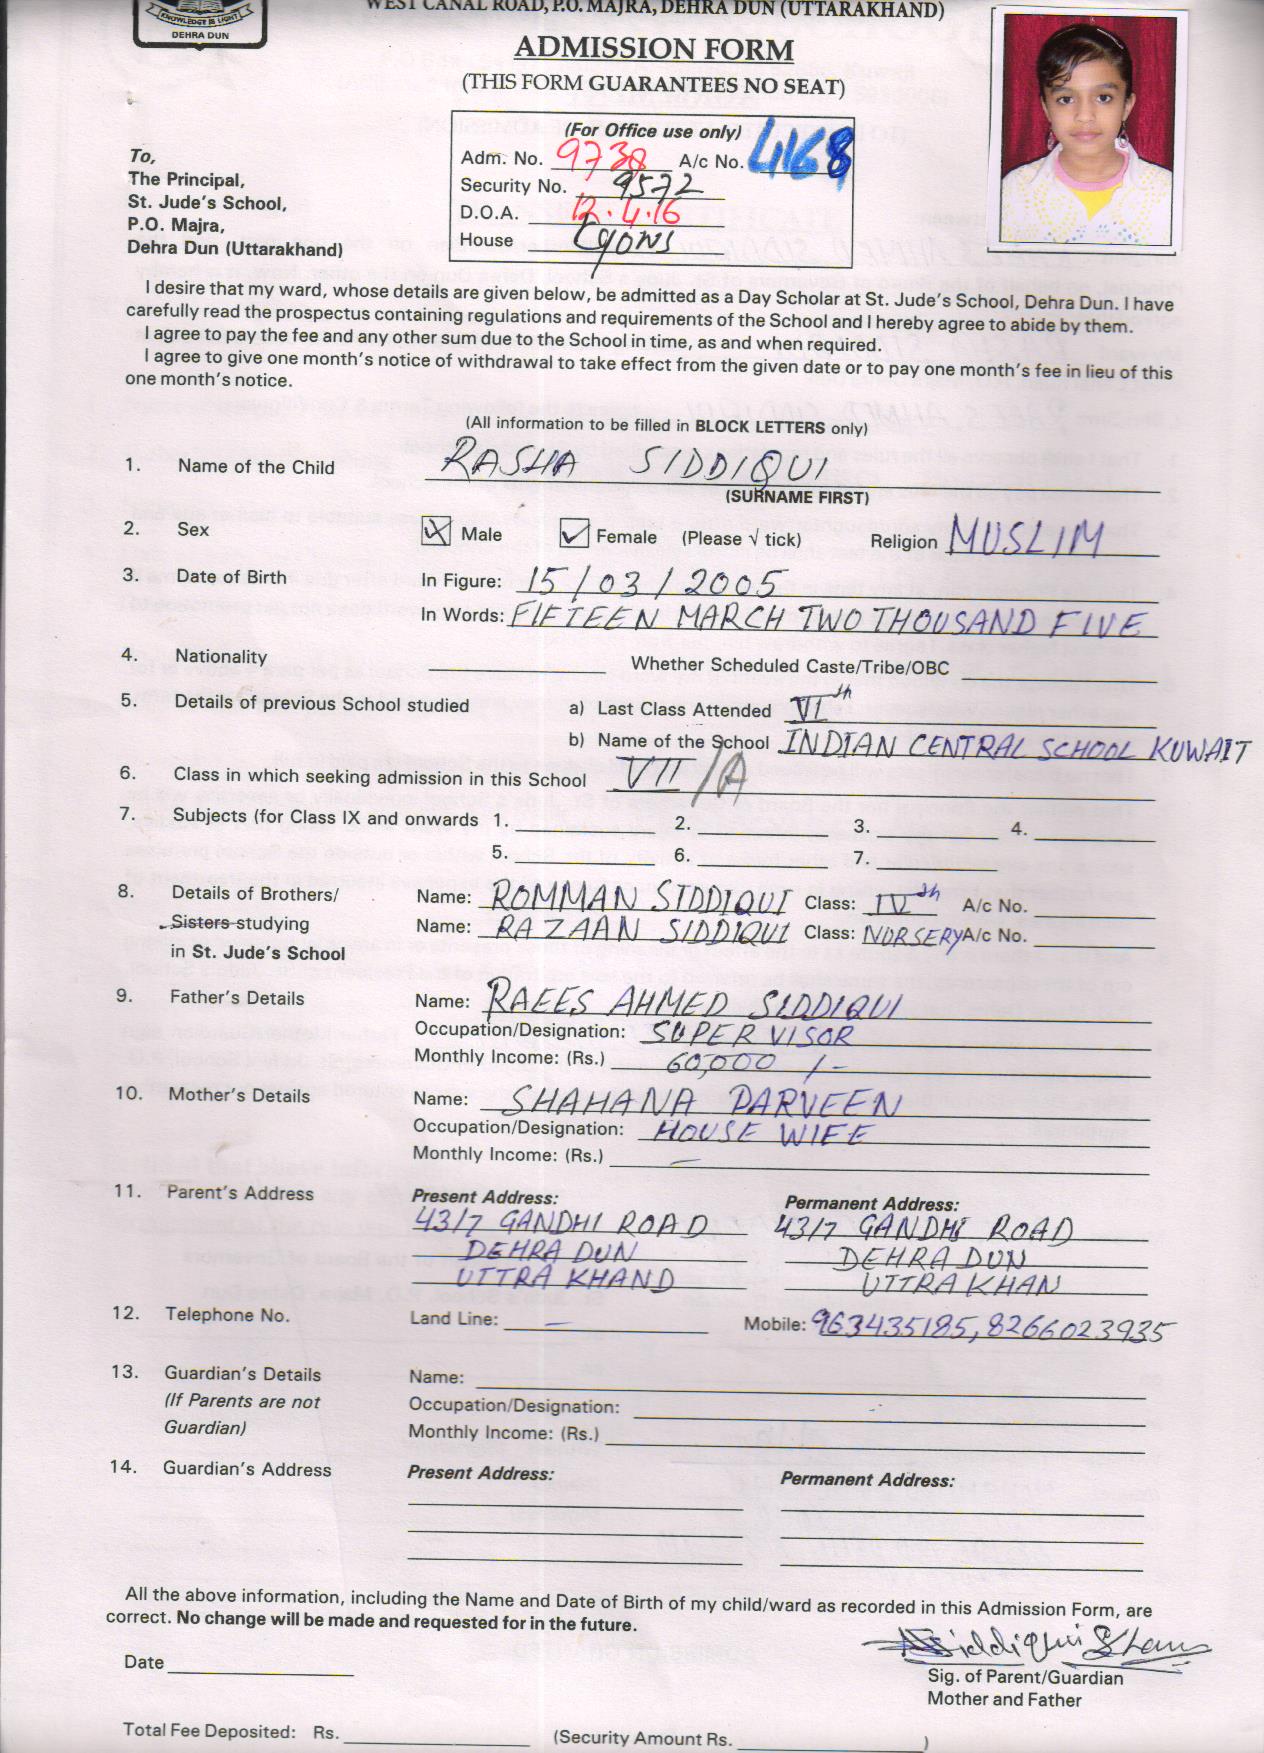 KNOWLEDGE IS LIGHT
DEHRA DUN
WEST CANAL ROAD, P.O. MAJRA, DEHRA DUN (UTTARAKHAND)
ADMISSION FORM
(THIS FORM GUARANTEES NO SEAT)
(For Office use only)
Adm. No. 9738 A/c No. 4168
Security No. 9572
D.O.A. 12.4.16
House Lyons
To,
The Principal,
St. Jude's School,
P.O. Majra,
Dehra Dun (Uttarakhand)
I desire that my ward, whose details are given below, be admitted as a Day Scholar at St. Jude's School, Dehra Dun. I have
carefully read the prospectus containing regulations and requirements of the School and I hereby agree to abide by them.
I agree to pay the fee and any other sum due to the School in time, as and when required.
I agree to give one month's notice of withdrawal to take effect from the given date or to pay one month's fee in lieu of this
one month's notice.
(All information to be filled in BLOCK LETTERS only)
1. Name of the Child RASHA SIDDIQUI
(SURNAME FIRST)
2. Sex Male Female (Please √ tick) Religion MUSLIM
3. Date of Birth In Figure: 15/03/2005
In Words: FIFTEEN MARCH TWO THOUSAND FIVE
4. Nationality Whether Scheduled Caste/Tribe/OBC
5. Details of previous School studied a) Last Class Attended VIth
b) Name of the School INDIAN CENTRAL SCHOOL KUWAIT
6. Class in which seeking admission in this School VII/A
7. Subjects (for Class IX and onwards 1. 2. 3. 4.
5. 6. 7.
8. Details of Brothers/ Name: ROMMAN SIDDIQUI Class: IVth A/c No.
Sisters studying Name: RAZAAN SIDDIQUI Class: NURSERY A/c No.
in St. Jude's School
9. Father's Details Name: RAEES AHMED SIDDIQUI
Occupation/Designation: SUPERVISOR
Monthly Income: (Rs.) 60,000/-
10. Mother's Details Name: SHAHANA PARVEEN
Occupation/Designation: HOUSE WIFE
Monthly Income: (Rs.) —
11. Parent's Address Present Address: Permanent Address:
43/7 GANDHI ROAD 43/7 GANDHI ROAD
DEHRA DUN DEHRA DUN
UTTRA KHAND UTTRA KHAN
12. Telephone No. Land Line: — Mobile: 963435185, 8266023935
13. Guardian's Details Name:
(If Parents are not Occupation/Designation:
Guardian) Monthly Income: (Rs.)
14. Guardian's Address Present Address: Permanent Address:
All the above information, including the Name and Date of Birth of my child/ward as recorded in this Admission Form, are
correct. No change will be made and requested for in the future.
Siddiqui
Date
Sig. of Parent/Guardian
Mother and Father
Total Fee Deposited: Rs. (Security Amount Rs. )